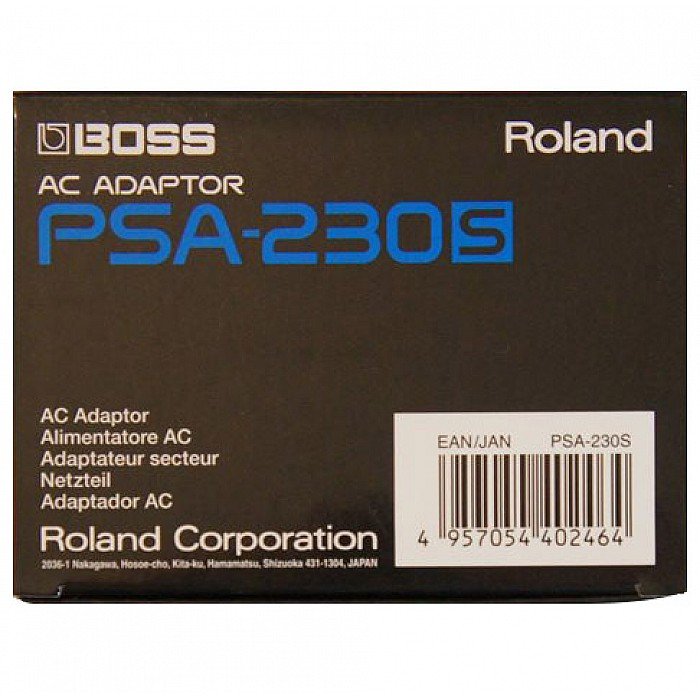 BOSS
Roland
AC ADAPTOR
PSA-230S
AC Adaptor
Alimentatore AC
Adaptateur secteur
Netzteil
Adaptador AC
Roland Corporation
2036-1 Nakagawa, Hosoe-cho, Kita-ku, Hamamatsu, Shizuoka 431-1304, JAPAN
EAN/JAN PSA-230S
4 957054 402464